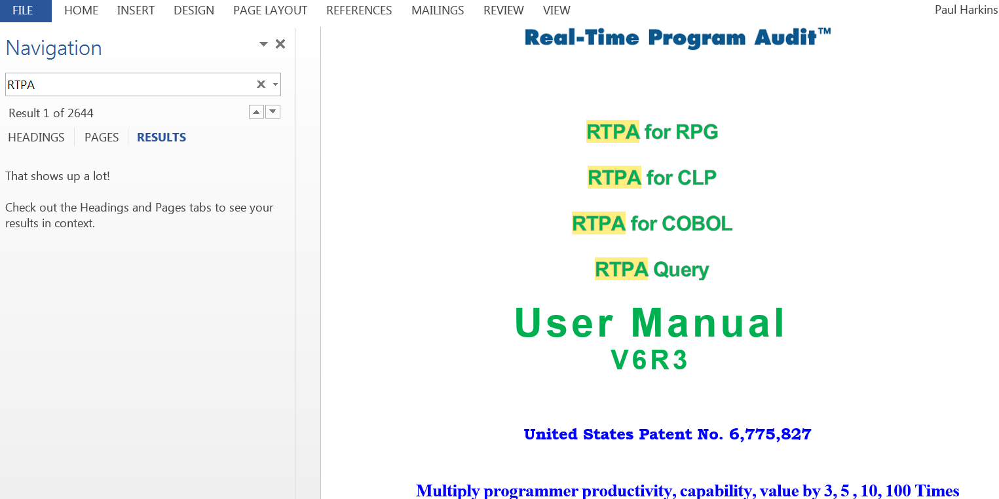 FILE HOME INSERT DESIGN PAGE LAYOUT REFERENCES MAILINGS REVIEW VIEW Paul Harkins
Navigation
RTPA
Result 1 of 2644
HEADINGS PAGES RESULTS
That shows up a lot!
Check out the Headings and Pages tabs to see your
results in context.
Real-Time Program Audit™
RTPA for RPG
RTPA for CLP
RTPA for COBOL
RTPA Query
User Manual
V6R3
United States Patent No. 6,775,827
Multiply programmer productivity, capability, value by 3, 5 , 10, 100 Times